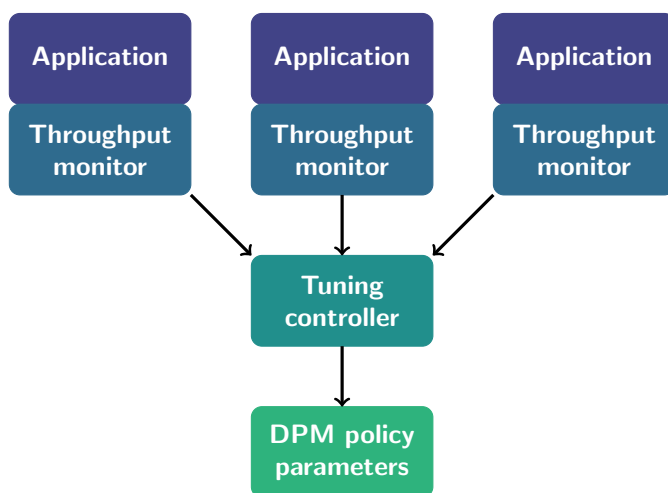 Application
Application
Application
Throughput
monitor
Throughput
monitor
Throughput
monitor
Tuning
controller
DPM policy
parameters